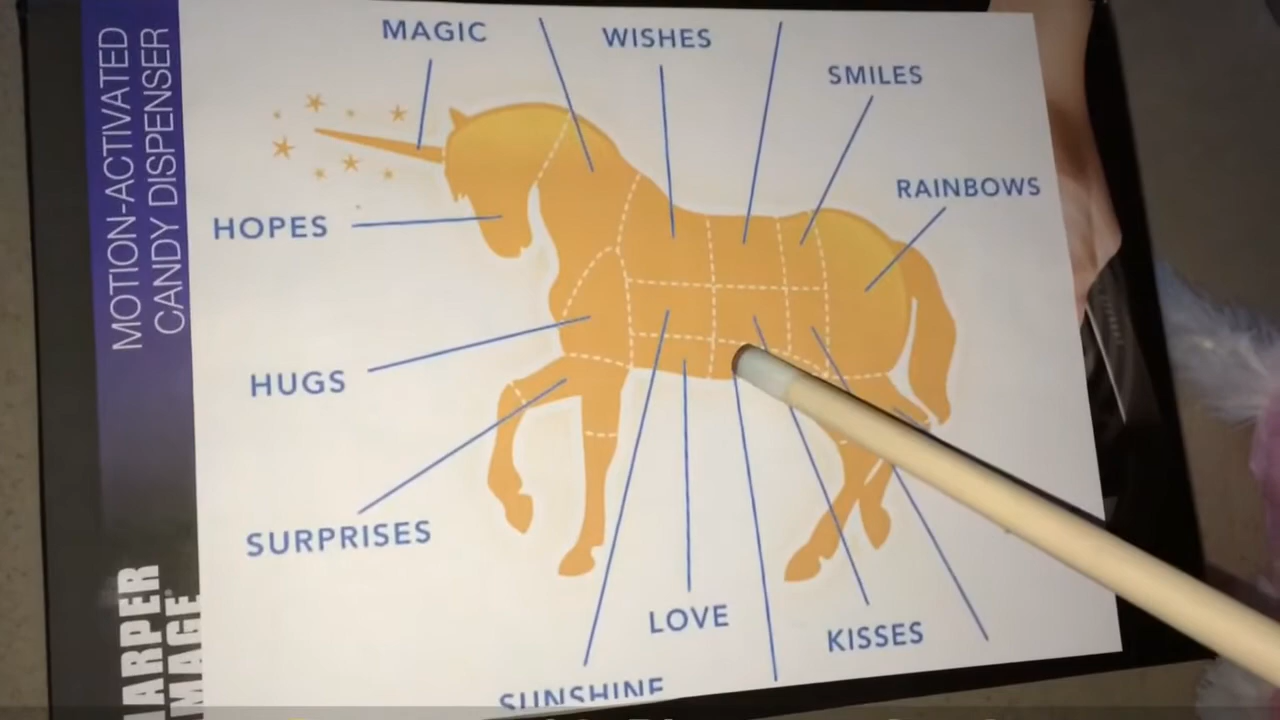 MAGIC
WISHES
SMILES
RAINBOWS
HOPES
HUGS
SURPRISES
LOVE
KISSES
SUNSHINE
MOTION-ACTIVATED
CANDY DISPENSER